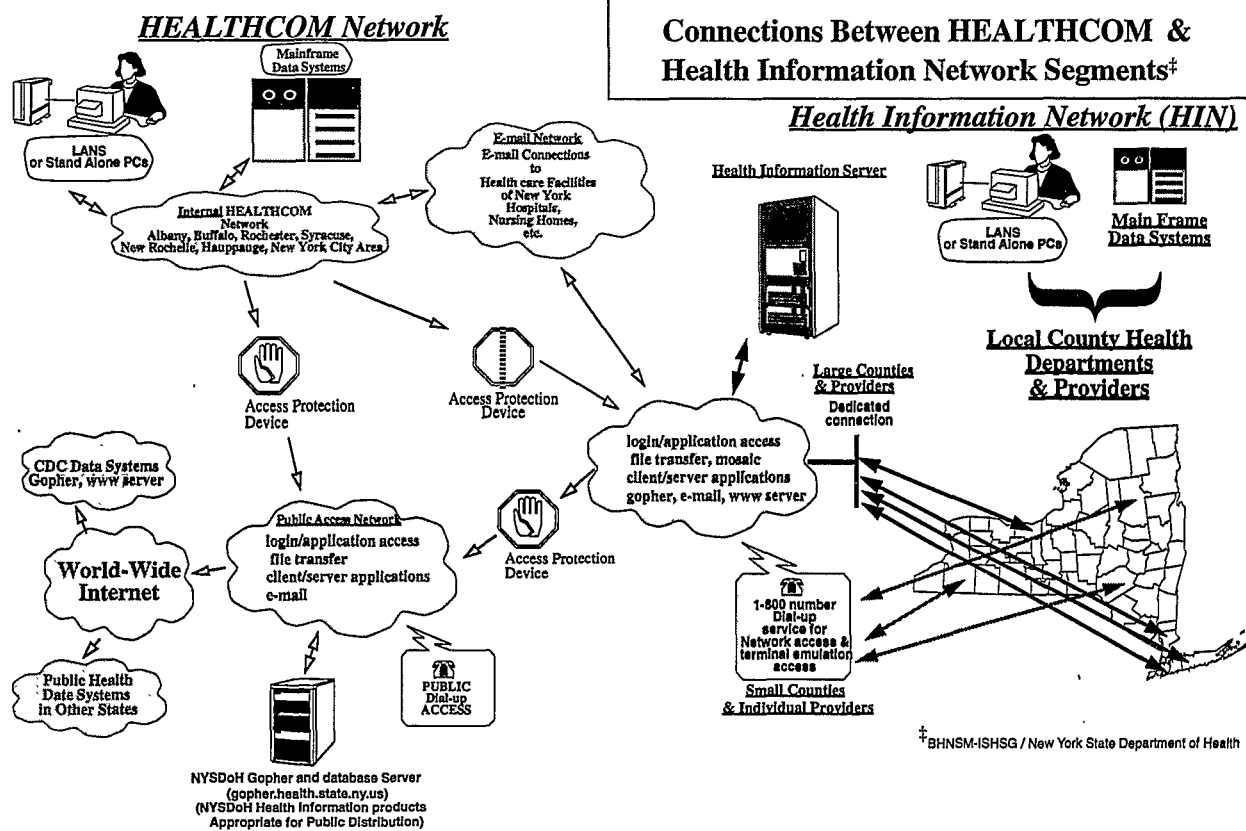 HEALTHCOM Network
Connections Between HEALTHCOM &
Health Information Network Segments‡
Health Information Network (HIN)
Mainframe
Data Systems
LANS
or Stand Alone PCs
E-mail Network
E-mail Connections
to
Health care Facilities
of New York
Hospitals,
Nursing Homes,
etc.
Internal HEALTHCOM
Network
Albany, Buffalo, Rochester, Syracuse,
New Rochelle, Hauppauge, New York City Area
Health Information Server
LANS
or Stand Alone PCs
Main Frame
Data Systems
Local County Health
Departments
& Providers
Access Protection
Device
Access Protection
Device
Large Counties
& Providers
Dedicated
connection
login/application access
file transfer, mosaic
client/server applications
gopher, e-mail, www server
CDC Data Systems
Gopher, www server
World-Wide
Internet
Public Health
Date Systems
in Other States
Public Access Network
login/application access
file transfer
client/server applications
e-mail
Access Protection
Device
PUBLIC
Dial-up
ACCESS
1-800 number
Dial-up
service for
Network access &
terminal emulation
access
Small Counties
& Individual Providers
NYSDoH Gopher and database Server
(gopher.health.state.ny.us)
(NYSDoH Health Information products
Appropriate for Public Distribution)
‡BHNSM-ISHSG / New York State Department of Health